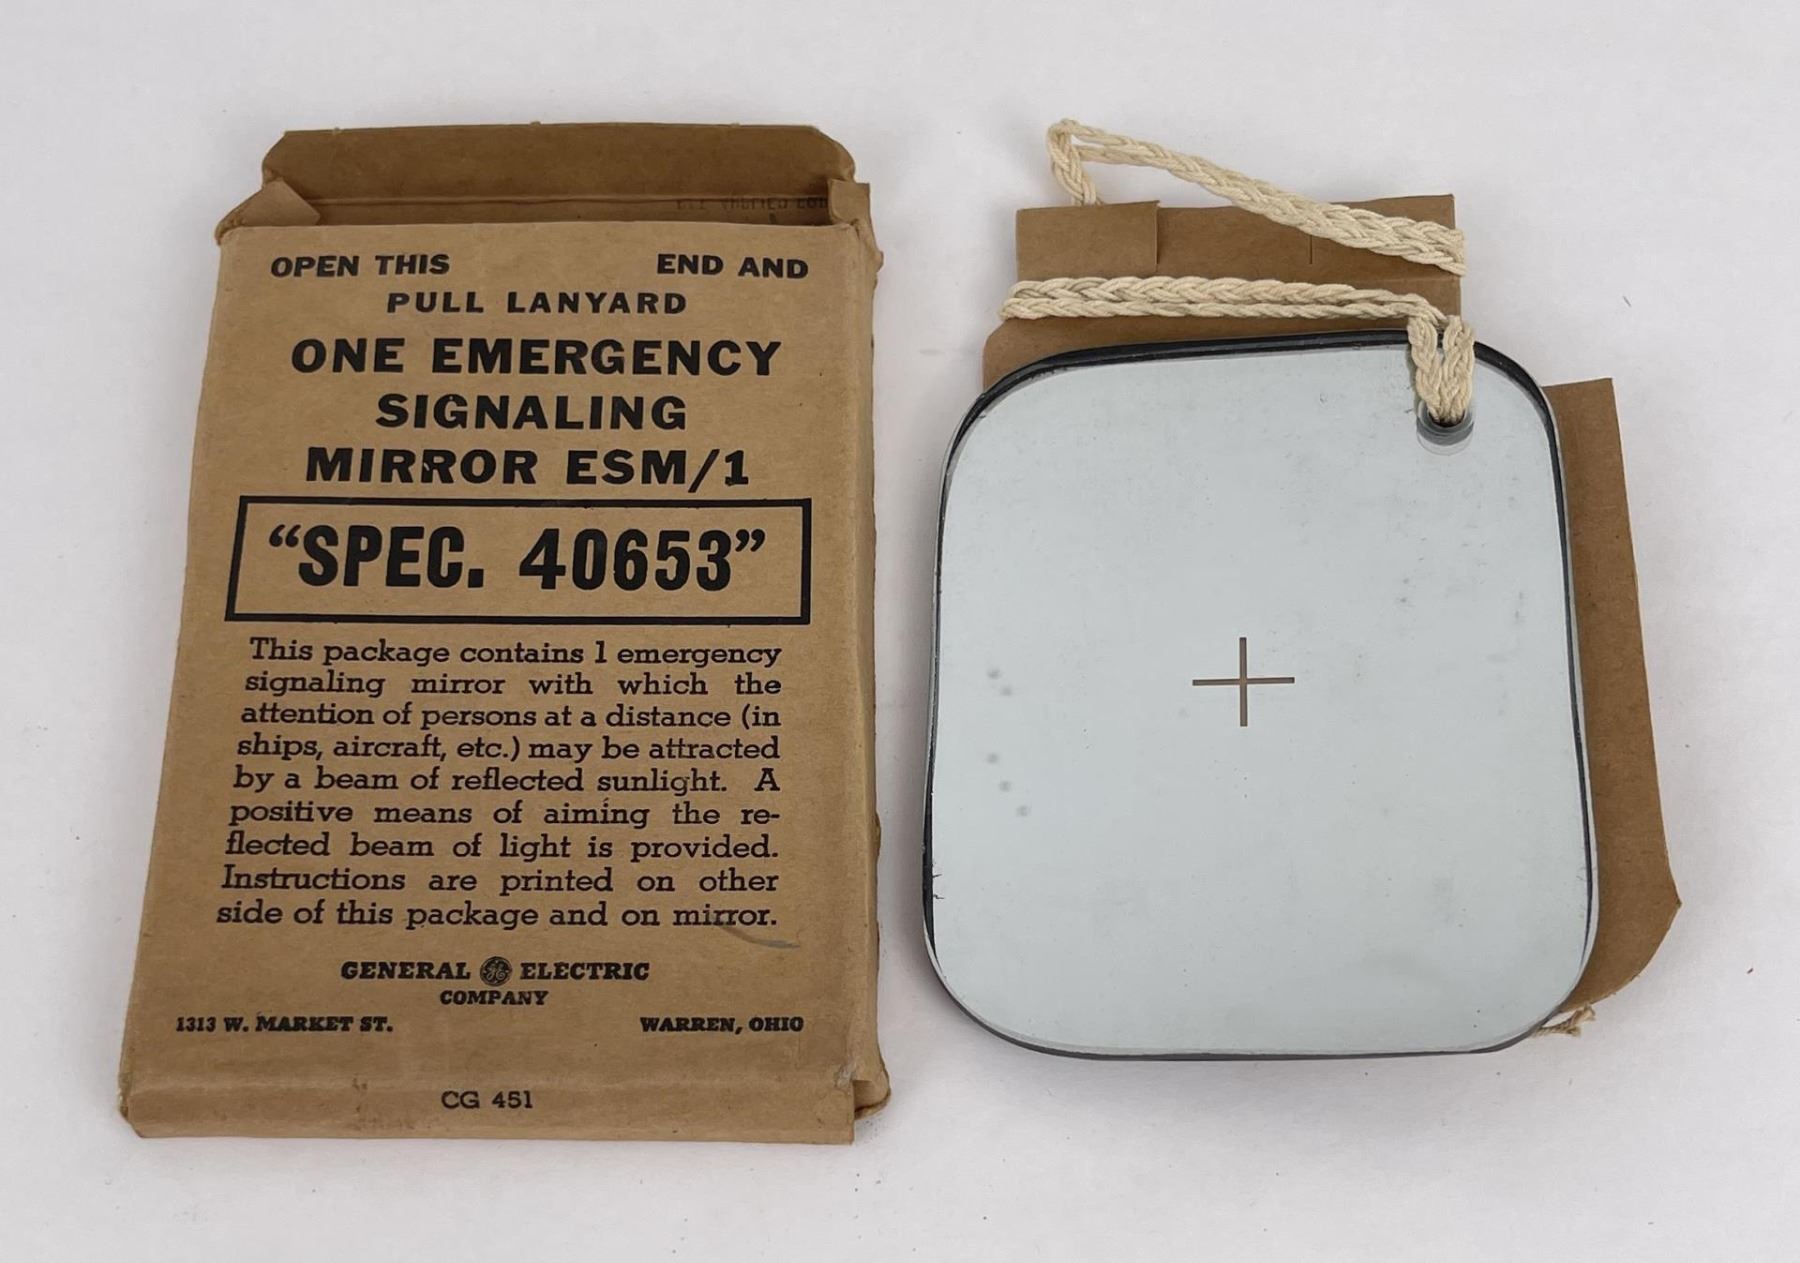 OPEN THIS END AND
PULL LANYARD
ONE EMERGENCY
SIGNALING
MIRROR ESM/1
“SPEC. 40653”
This package contains 1 emergency
signaling mirror with which the
attention of persons at a distance (in
ships, aircraft, etc.) may be attracted
by a beam of reflected sunlight. A
positive means of aiming the re-
flected beam of light is provided.
Instructions are printed on other
side of this package and on mirror.
GENERAL GE ELECTRIC
COMPANY
1313 W. MARKET ST. WARREN, OHIO
CG 451